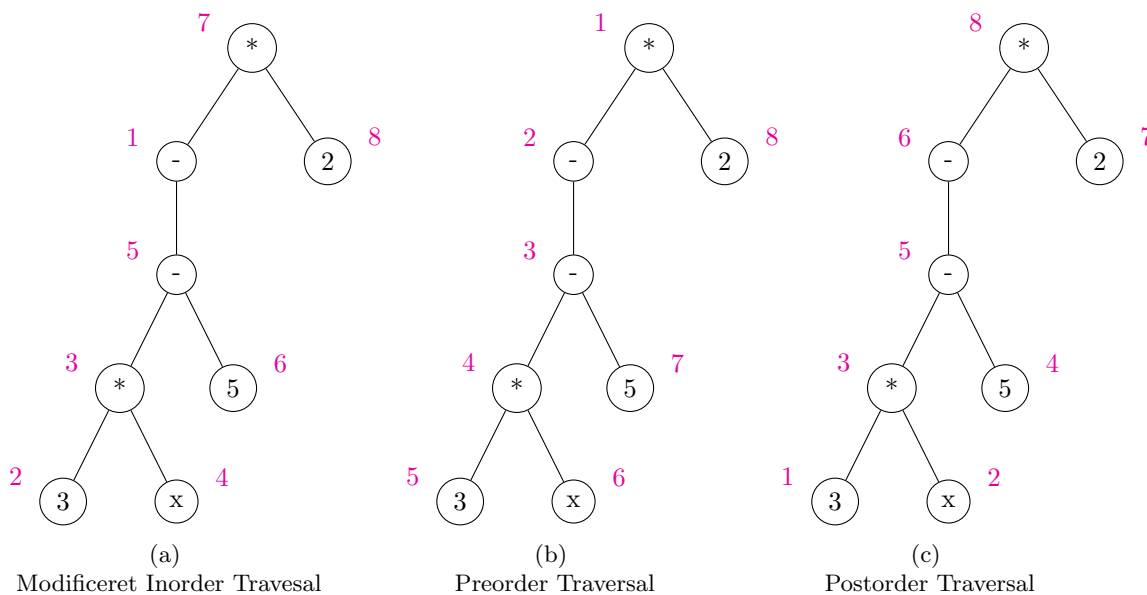 7 * 1 * 8 *
1 - 2 8 2 - 2 8 6 - 2 7
5 - 3 - 5 -
3 * 5 6 4 * 5 7 3 * 5 4
2 3 x 4 5 3 x 6 1 3 x 2
(a) (b) (c)
Modificeret Inorder Travesal Preorder Traversal Postorder Traversal